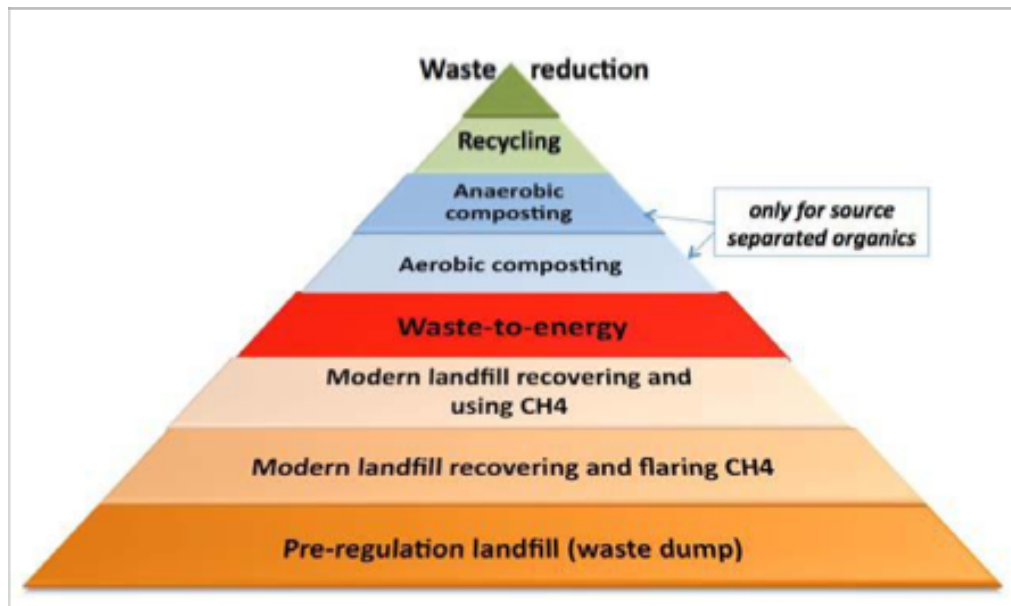 Waste reduction
Recycling
Anaerobic
composting
only for source
separated organics
Aerobic composting
Waste-to-energy
Modern landfill recovering and
using CH4
Modern landfill recovering and flaring CH4
Pre-regulation landfill (waste dump)